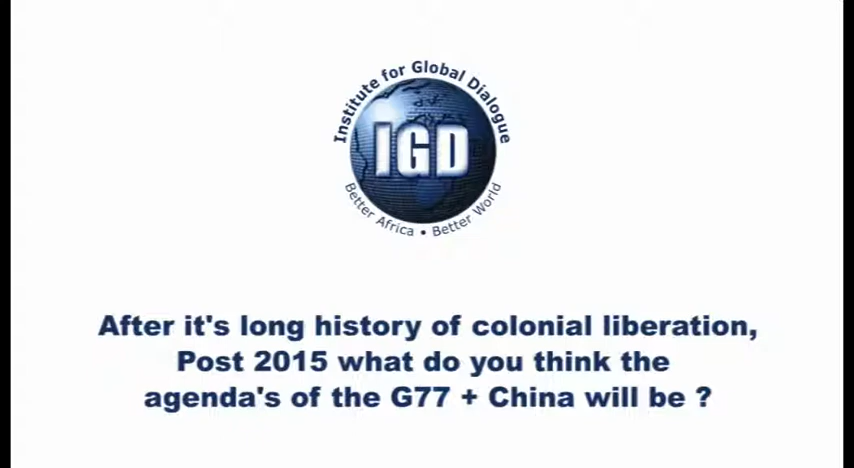 Institute for Global Dialogue
IGD
Better Africa • Better World
After it's long history of colonial liberation,
Post 2015 what do you think the
agenda's of the G77 + China will be ?